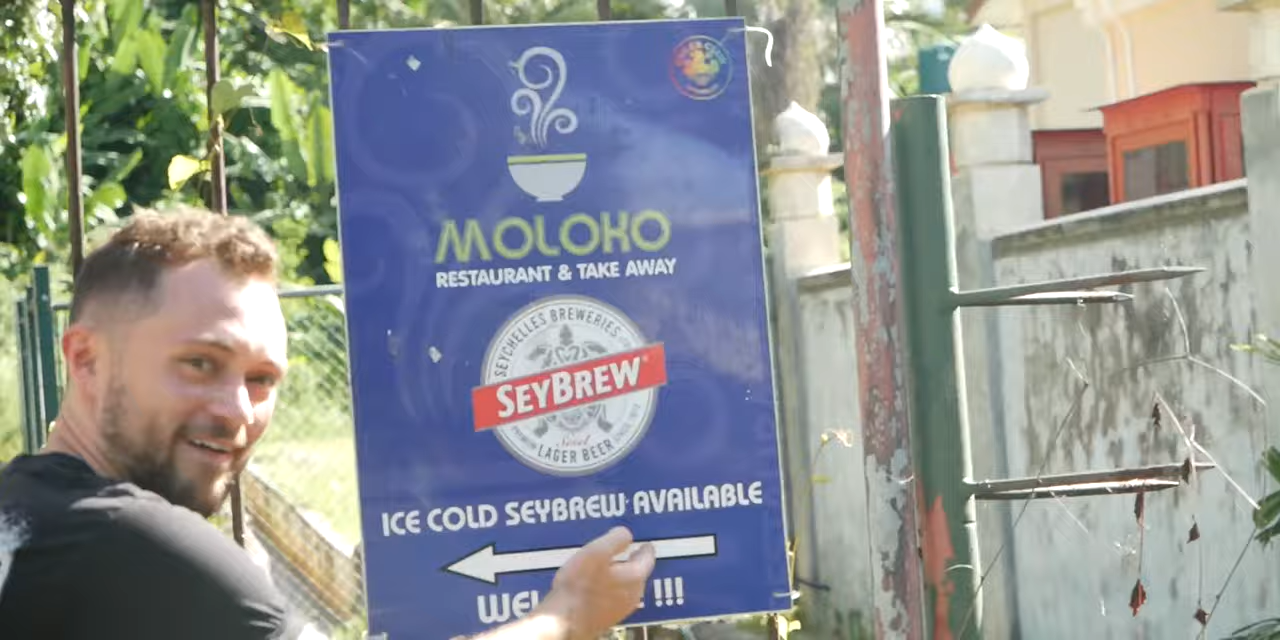 MOLOKO
RESTAURANT & TAKE AWAY
SEYCHELLES BREWERIES
SEYBREW
LAGER BEER
ICE COLD SEYBREW AVAILABLE
!!!